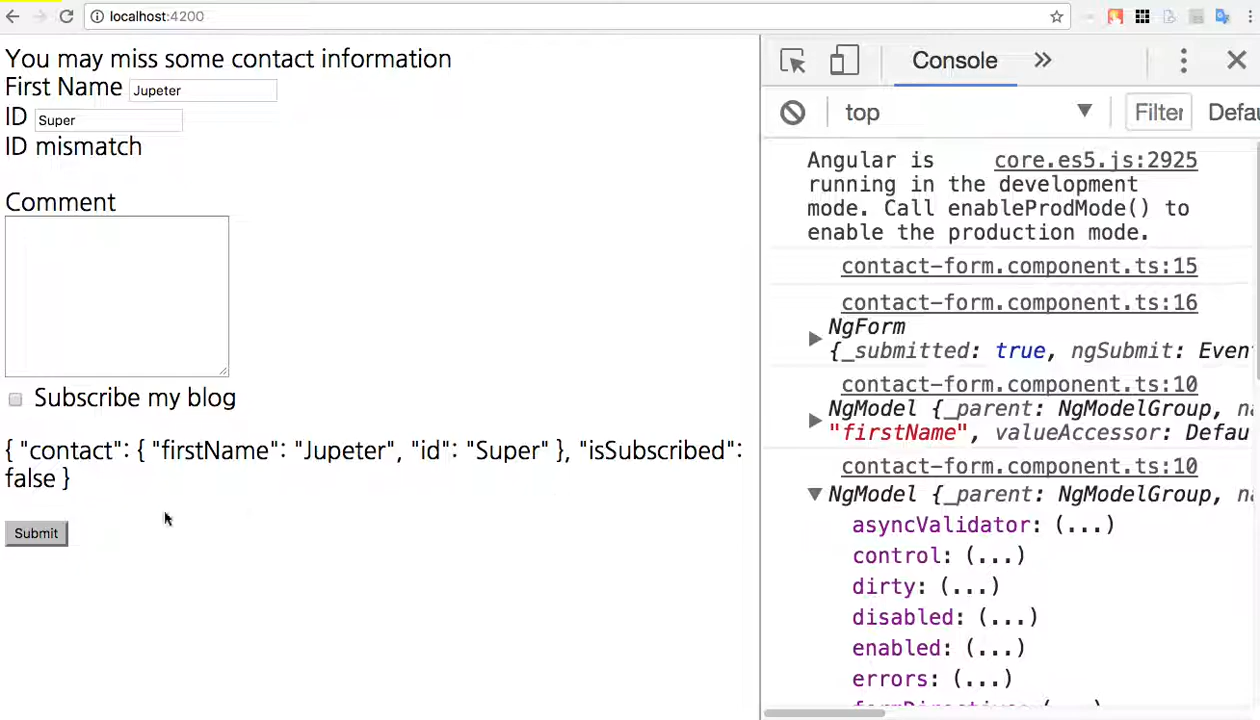 localhost:4200
You may miss some contact information
First Name Jupeter
ID Super
ID mismatch
Comment
Subscribe my blog
{ "contact": { "firstName": "Jupeter", "id": "Super" }, "isSubscribed":
false }
Submit
Console
top Filter Defau
Angular is core.es5.js:2925
running in the development
mode. Call enableProdMode() to
enable the production mode.
contact-form.component.ts:15
contact-form.component.ts:16
NgForm
{_submitted: true, ngSubmit: Even
contact-form.component.ts:10
NgModel {_parent: NgModelGroup, na
"firstName", valueAccessor: Defau
contact-form.component.ts:10
NgModel {_parent: NgModelGroup, na
asyncValidator: (...)
control: (...)
dirty: (...)
disabled: (...)
enabled: (...)
errors: (...)